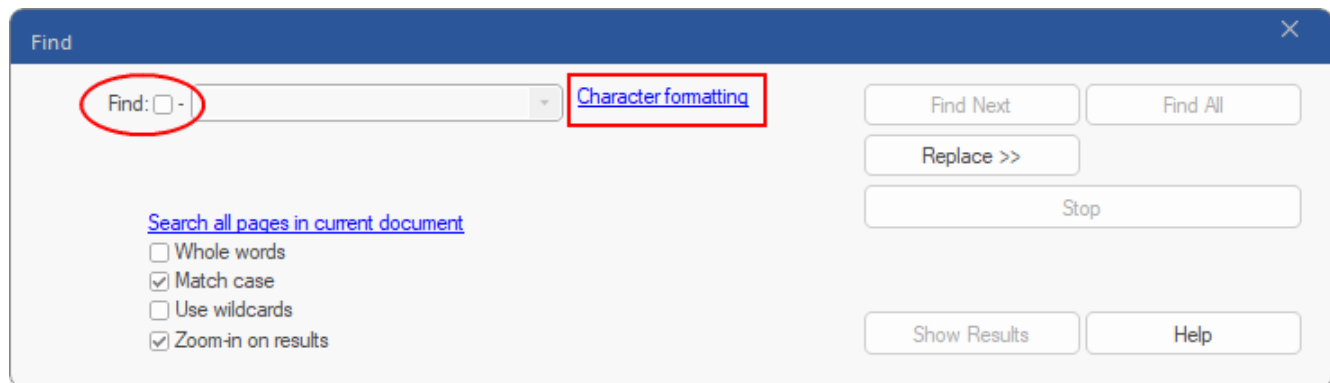 Find
Find: - Character formatting
Find Next Find All
Replace >>
Stop
Search all pages in current document
Whole words
Match case
Use wildcards
Zoom-in on results
Show Results Help